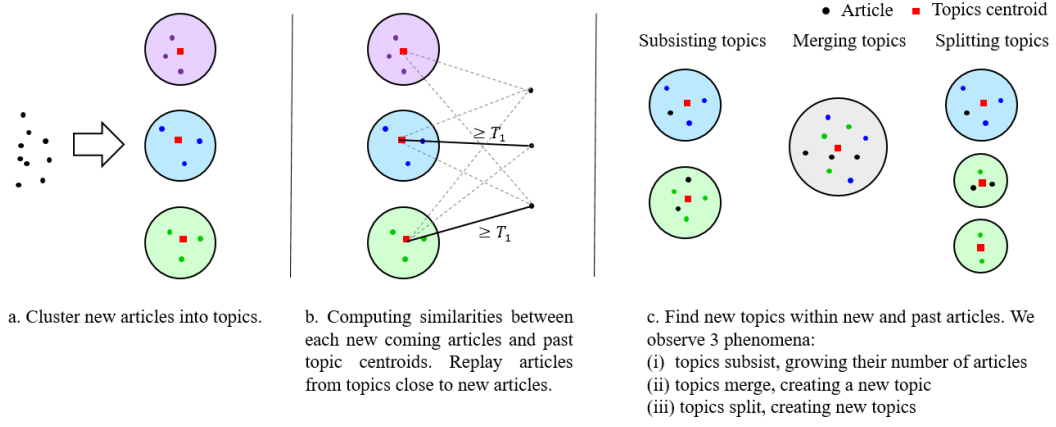 Article Topics centroid
Subsisting topics Merging topics Splitting topics
≥ T₁
≥ T₁
a. Cluster new articles into topics.
b. Computing similarities between
each new coming articles and past
topic centroids. Replay articles
from topics close to new articles.
c. Find new topics within new and past articles. We
observe 3 phenomena:
(i) topics subsist, growing their number of articles
(ii) topics merge, creating a new topic
(iii) topics split, creating new topics